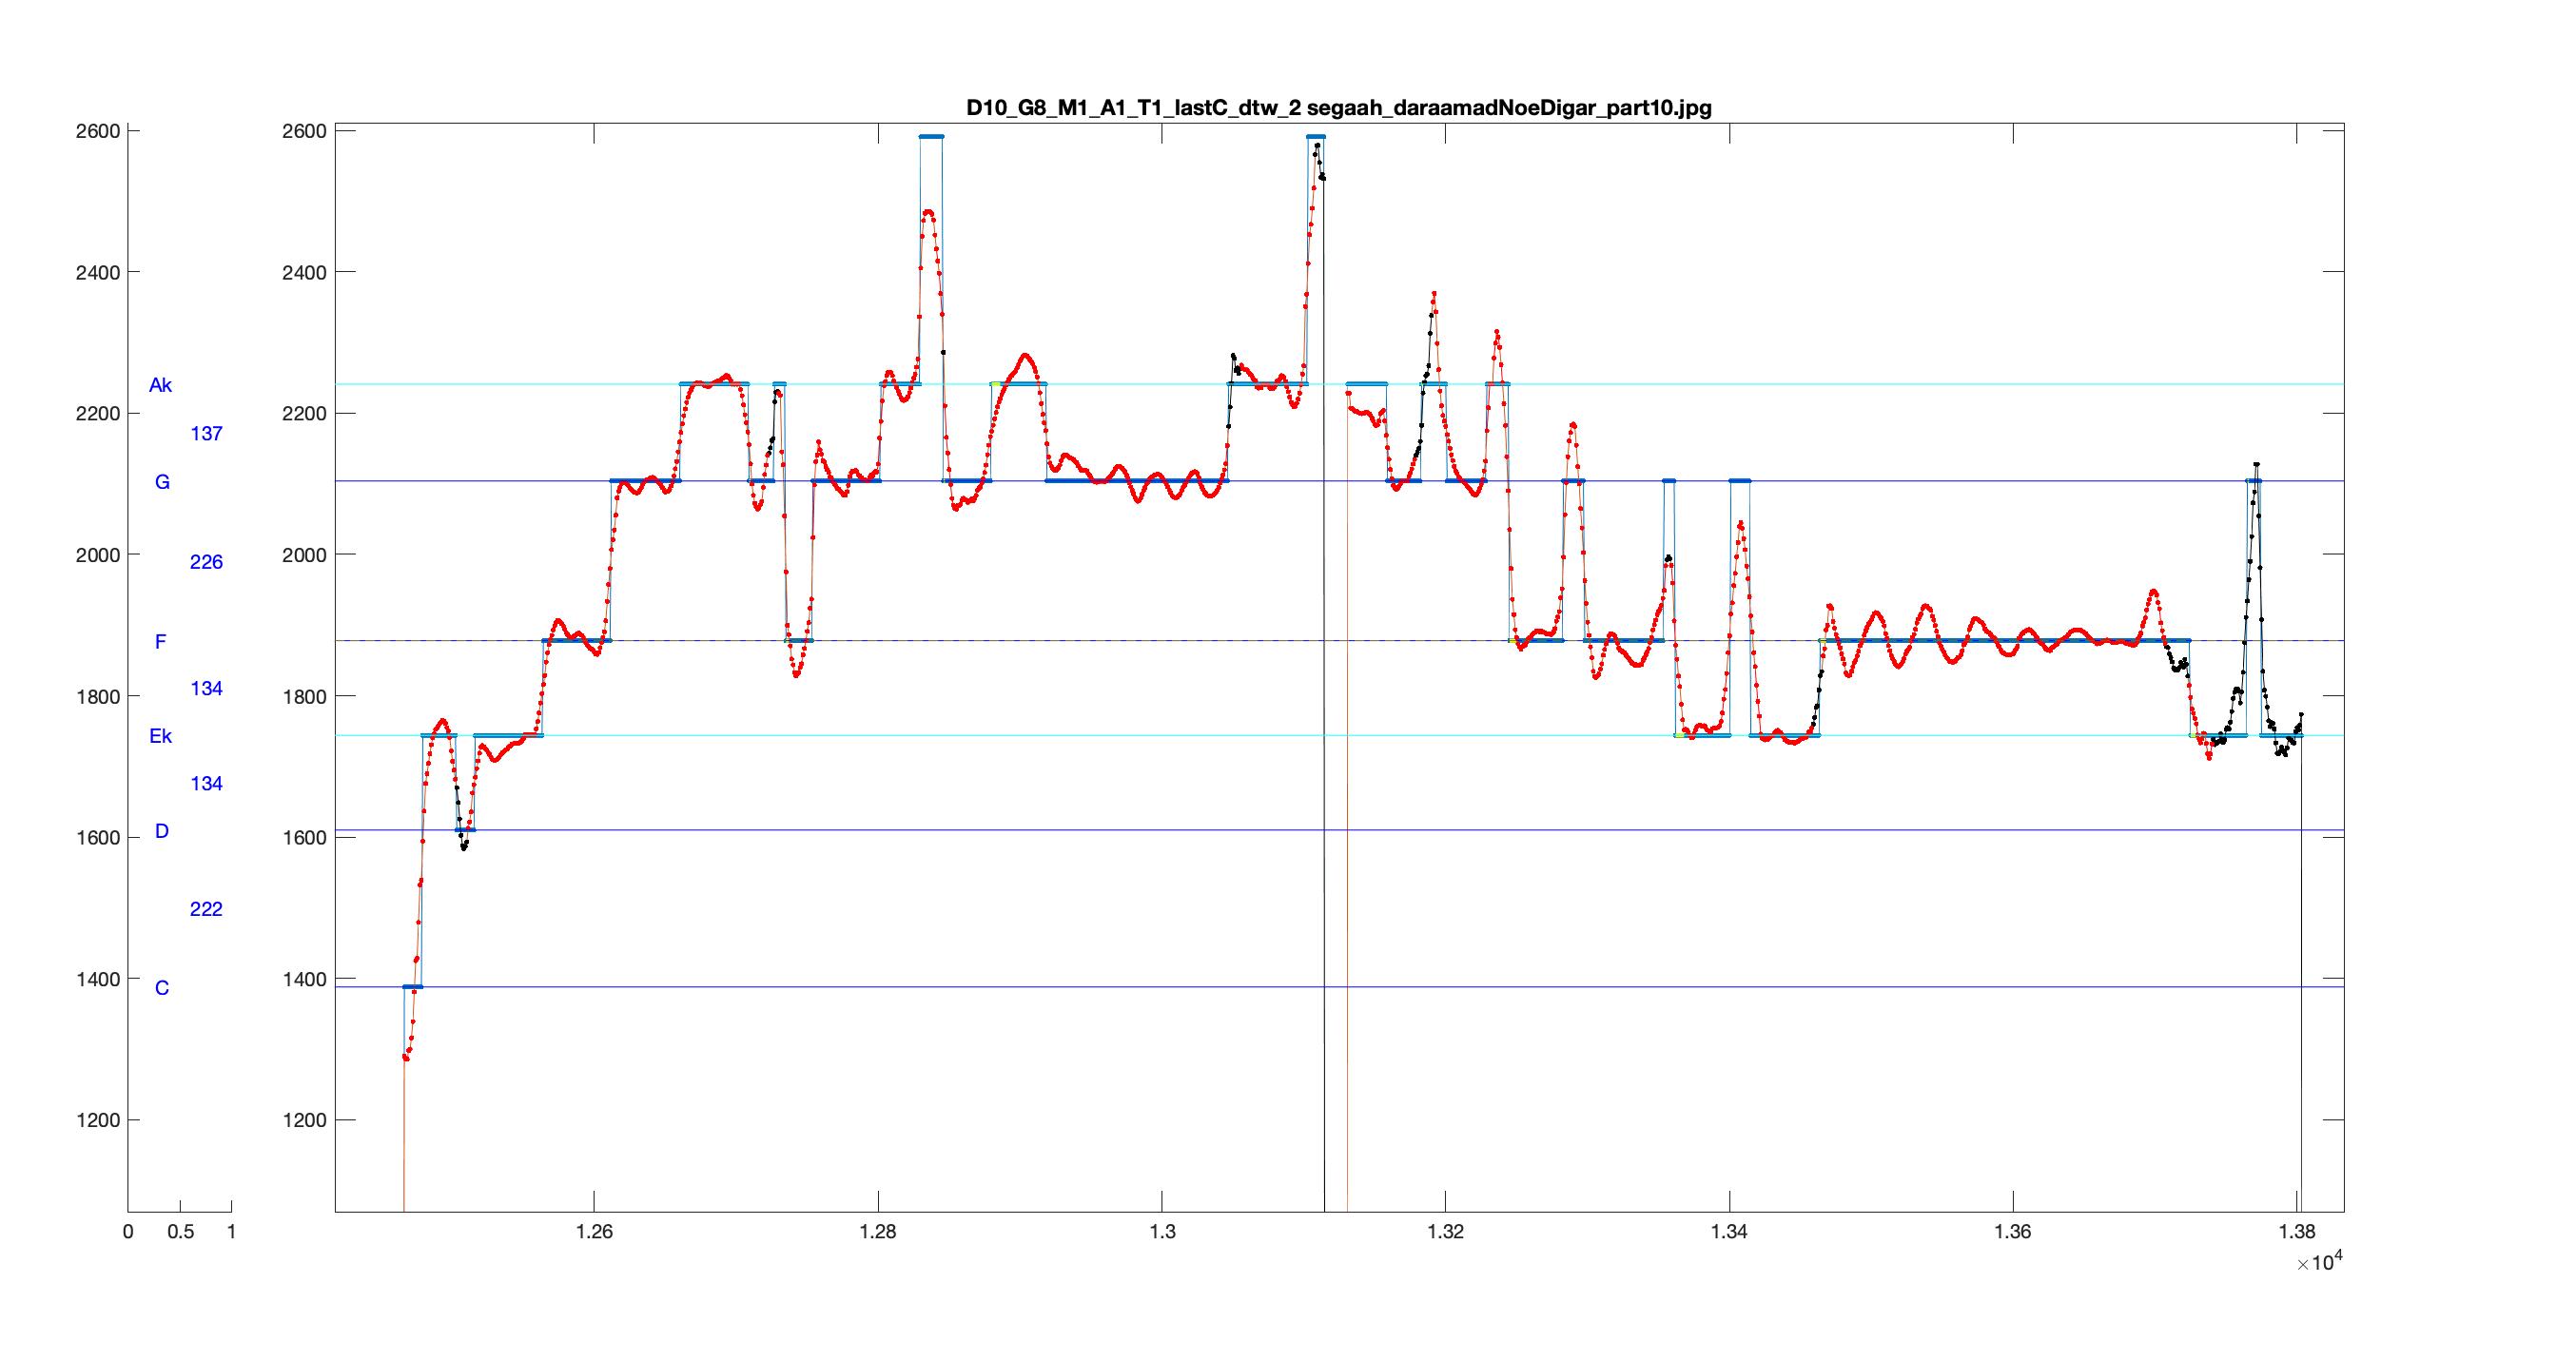 D10_G8_M1_A1_T1_lastC_dtw_2 segaah_daraamadNoeDigar_part10.jpg
2600 2600
2400 2400
Ak
2200 2200
137
G
226
2000 2000
F
134
1800 1800
Ek
134
D
1600 1600
222
C
1400 1400
1200 1200
0 0.5 1 1.26 1.28 1.3 1.32 1.34 1.36 1.38
×10⁴